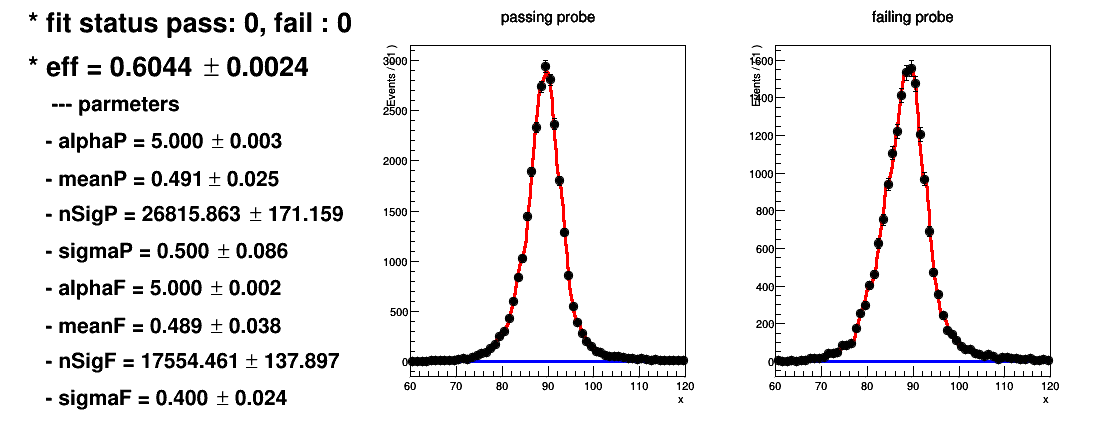 * fit status pass: 0, fail : 0
* eff = 0.6044 ± 0.0024
--- parmeters
- alphaP = 5.000 ± 0.003
- meanP = 0.491 ± 0.025
- nSigP = 26815.863 ± 171.159
- sigmaP = 0.500 ± 0.086
- alphaF = 5.000 ± 0.002
- meanF = 0.489 ± 0.038
- nSigF = 17554.461 ± 137.897
- sigmaF = 0.400 ± 0.024
passing probe
Events / ( 1 )
3000
2500
2000
1500
1000
500
0
60 70 80 90 100 110 120
x
failing probe
Events / ( 1 )
1600
1400
1200
1000
800
600
400
200
0
60 70 80 90 100 110 120
x